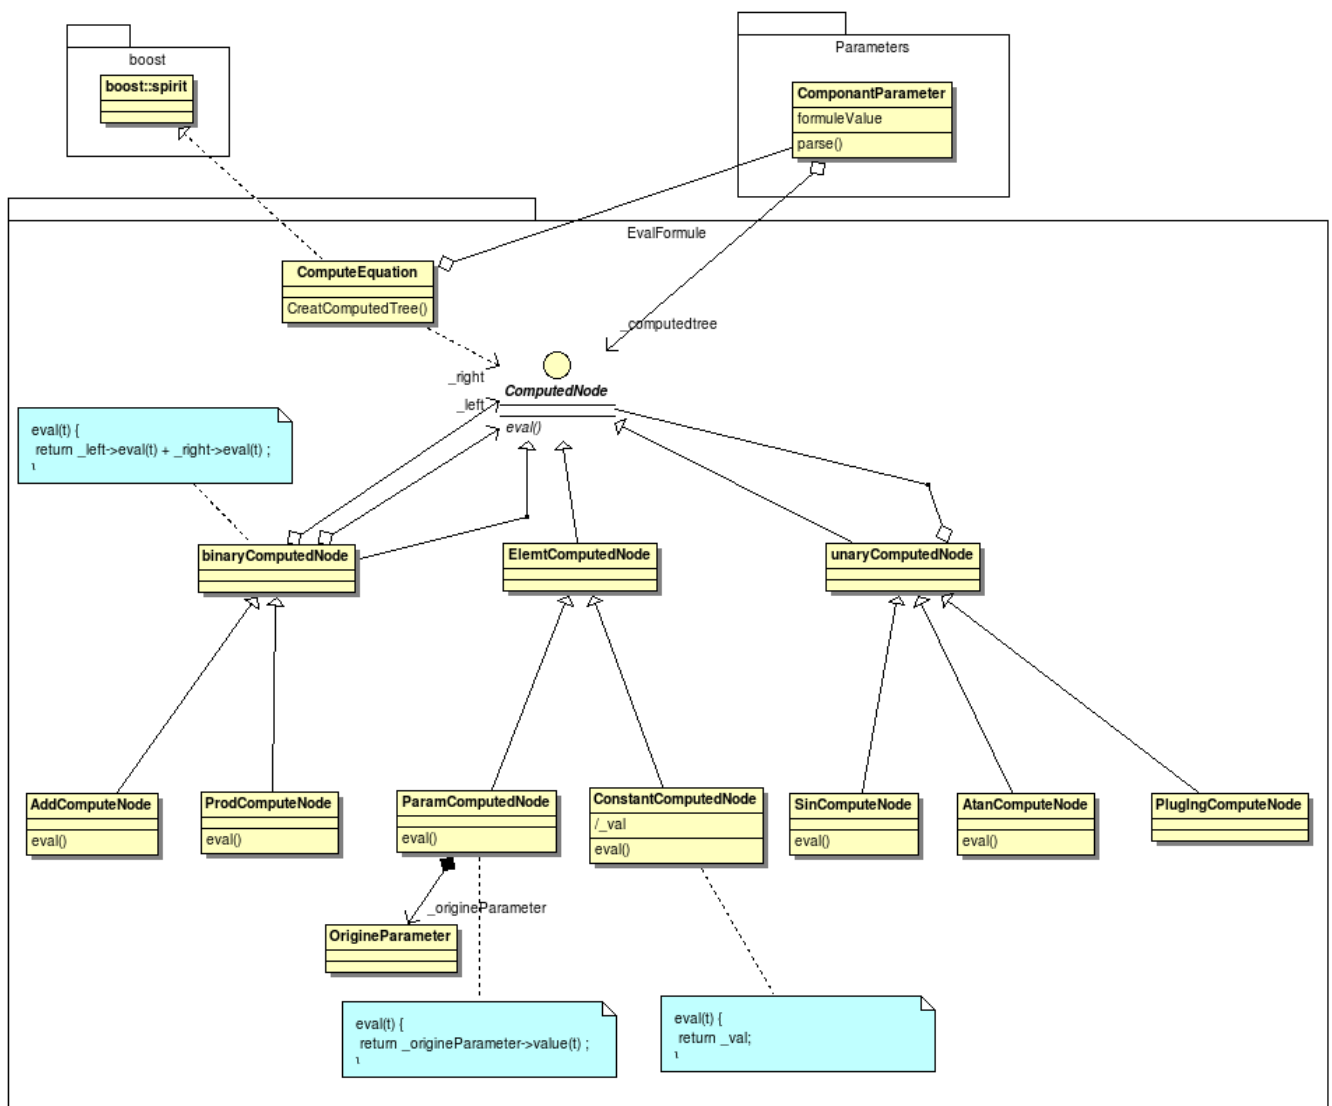 boost
boost::spirit
Parameters
ComponantParameter
formuleValue
parse()
EvalFormule
ComputeEquation
CreatComputedTree()
_computedtree
_right
ComputedNode
_left
eval()
eval(t) {
return _left->eval(t) + _right->eval(t) ;
binaryComputedNode
ElemtComputedNode
unaryComputedNode
AddComputeNode
eval()
ProdComputeNode
eval()
ParamComputedNode
eval()
ConstantComputedNode
/_val
eval()
SinComputeNode
eval()
AtanComputeNode
eval()
PlugIngComputeNode
_origineParameter
OrigineParameter
eval(t) {
return _origineParameter->value(t) ;
eval(t) {
return _val;